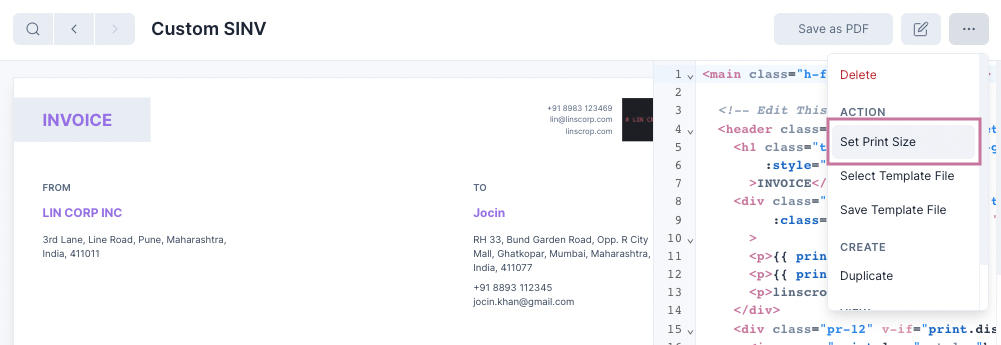 Custom SINV
Save as PDF
Delete
ACTION
Set Print Size
Select Template File
Save Template File
CREATE
Duplicate
INVOICE
+91 8983 123469
lin@linscorp.com
linscrop.com
# LIN
FROM
LIN CORP INC
3rd Lane, Line Road, Pune, Maharashtra,
India, 411011
TO
Jocin
RH 33, Bund Garden Road, Opp. R City
Mall, Ghatkopar, Mumbai, Maharashtra,
India, 411077
+91 8893 112345
jocin.khan@gmail.com
1 <main class="h-f
2
3 <!-- Edit This
4 <header class=
5 <h1 class="t
6 :style="
7 >INVOICE</
8 <div class="
9 :class=
10 >
11 <p>{{ prin
12 <p>{{ prin
13 <p>linscro
14 </div>
15 <div class="pr-12" v-if="print.dis
16